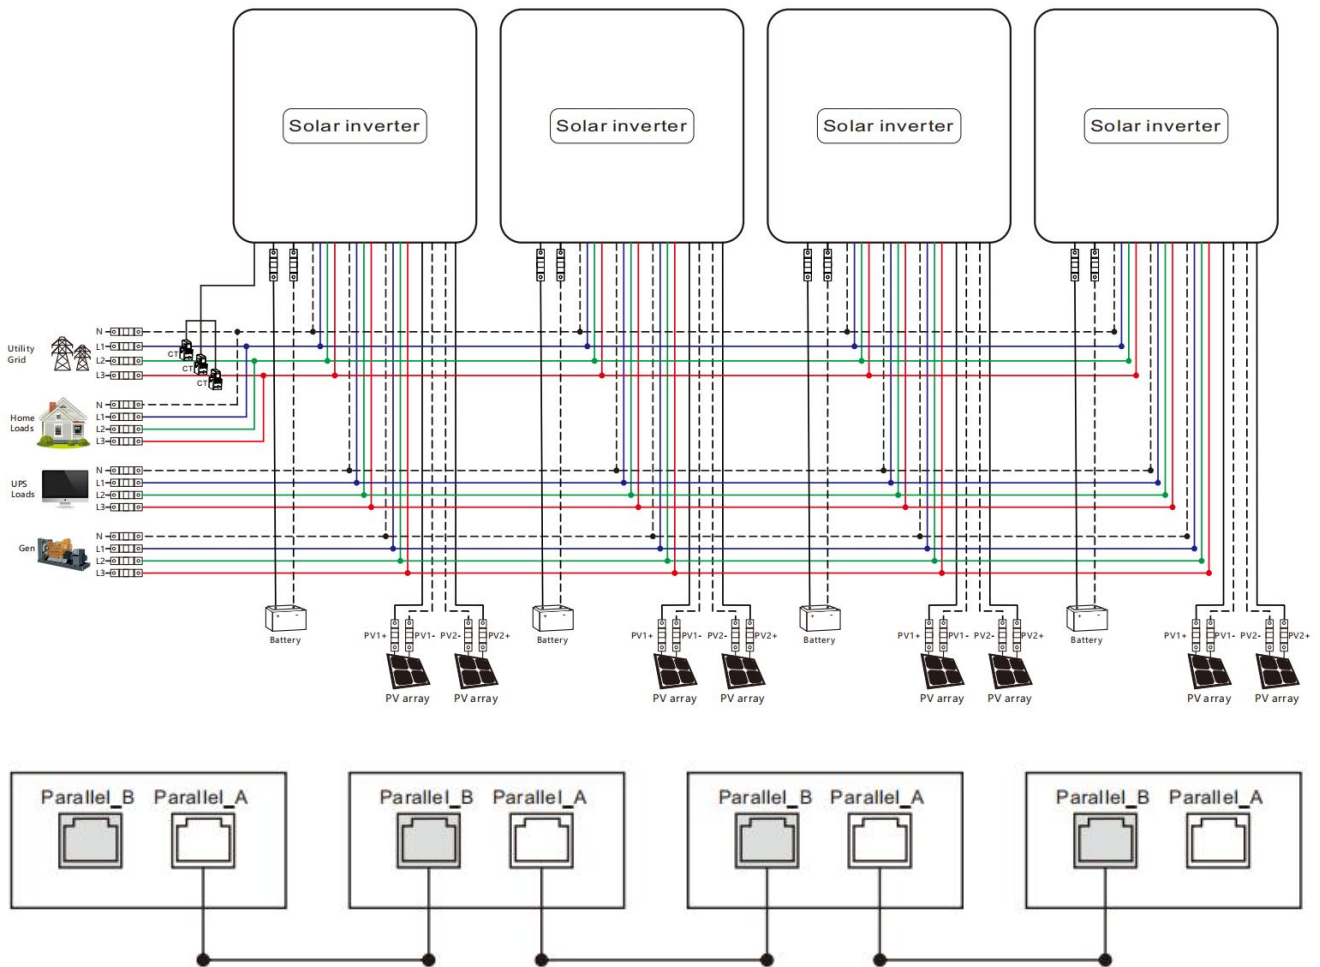 Solar inverter
Solar inverter
Solar inverter
Solar inverter
Utility
Grid
N
L1
L2
L3
CT
CT
CT
Home
Loads
N
L1
L2
L3
UPS
Loads
N
L1
L2
L3
Gen
N
L1
L2
L3
Battery
PV1+
PV1-
PV2-
PV2+
PV array
PV array
Battery
PV1+
PV1-
PV2-
PV2+
PV array
PV array
Battery
PV1+
PV1-
PV2-
PV2+
PV array
PV array
Battery
PV1+
PV1-
PV2-
PV2+
PV array
PV array
Parallel_B Parallel_A
Parallel_B Parallel_A
Parallel_B Parallel_A
Parallel_B Parallel_A